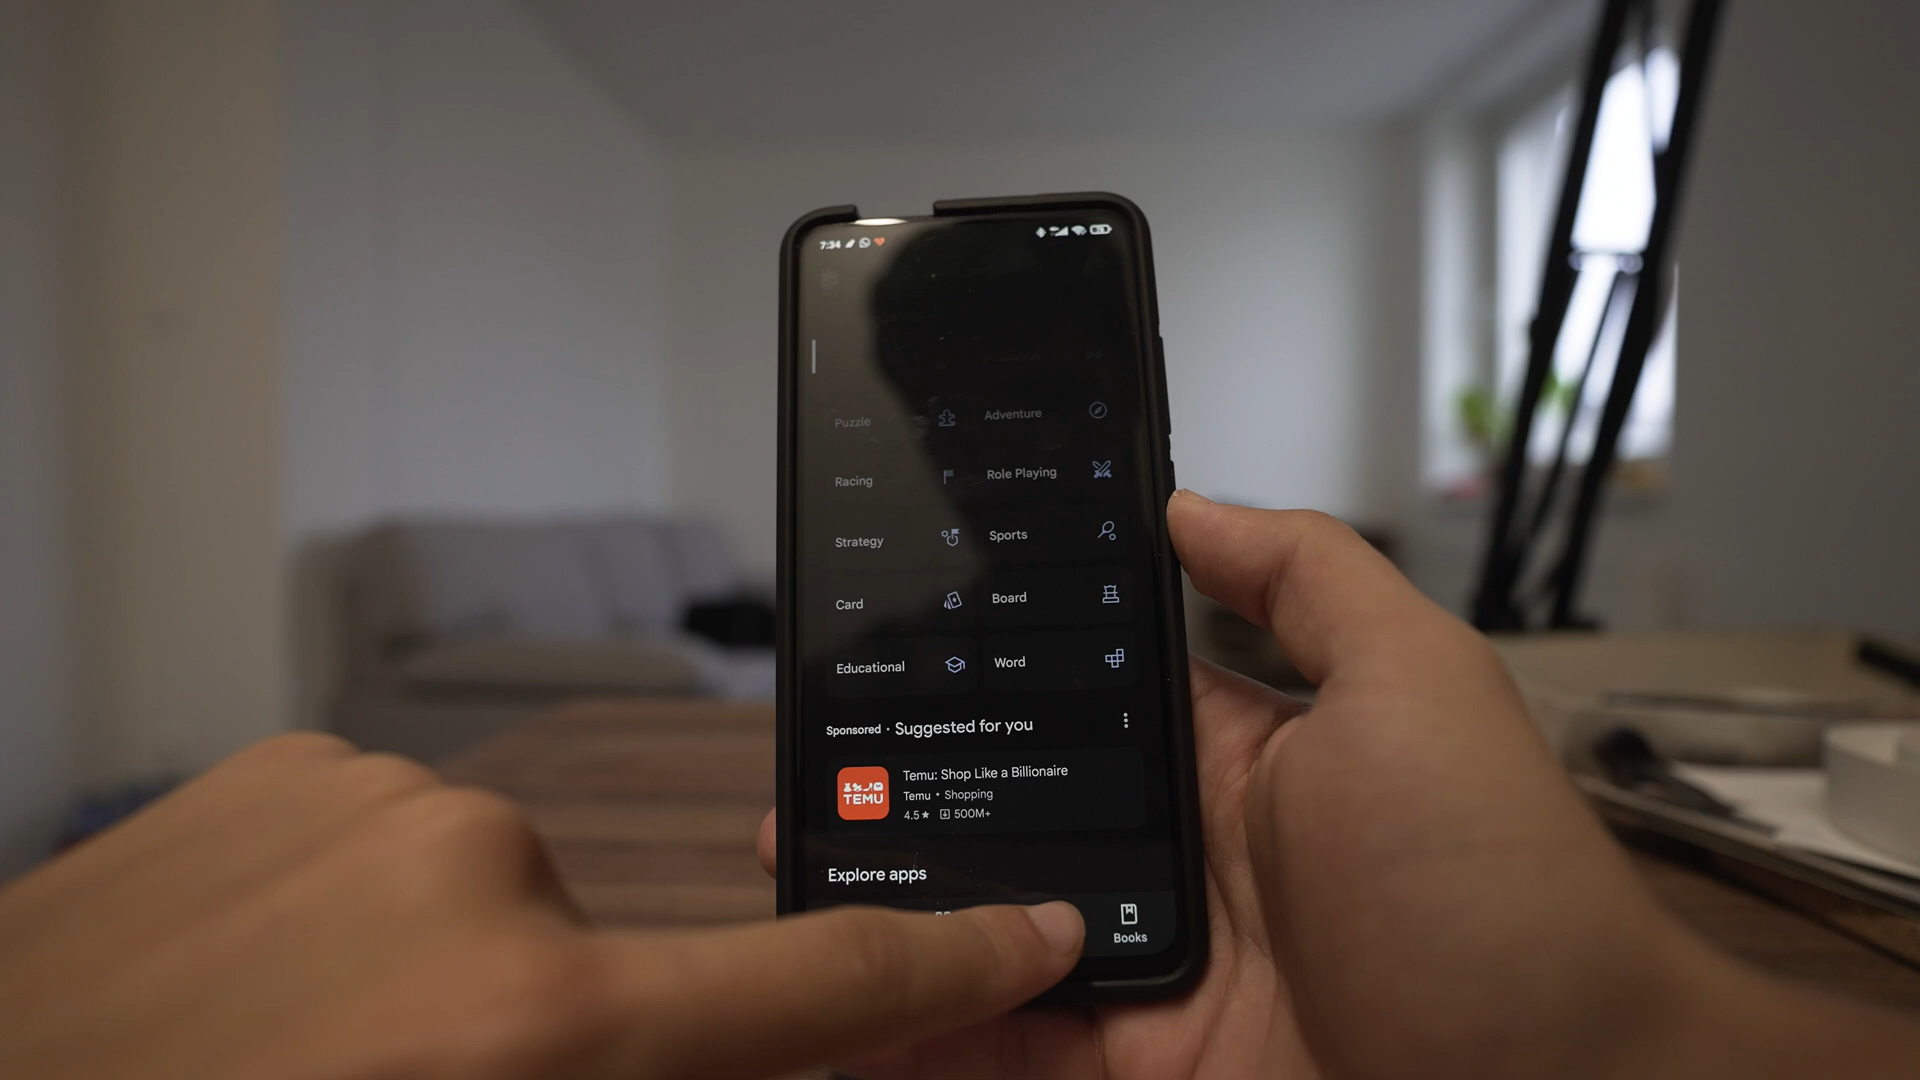 7:34
Puzzle
Adventure
Racing
Role Playing
Strategy
Sports
Card
Board
Educational
Word
Sponsored • Suggested for you
TEMU
Temu: Shop Like a Billionaire
Temu • Shopping
4.5★ 500M+
Explore apps
Books